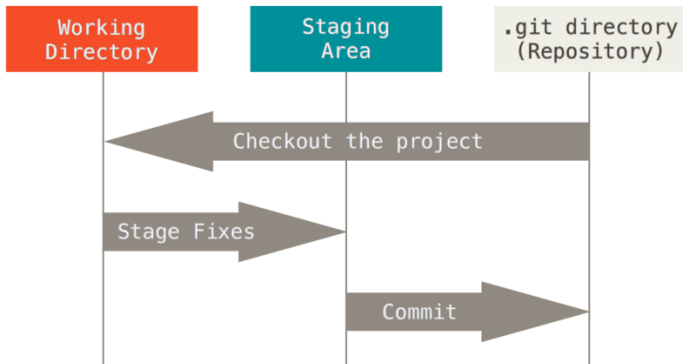 Working
Directory
Staging
Area
.git directory
(Repository)
Checkout the project
Stage Fixes
Commit